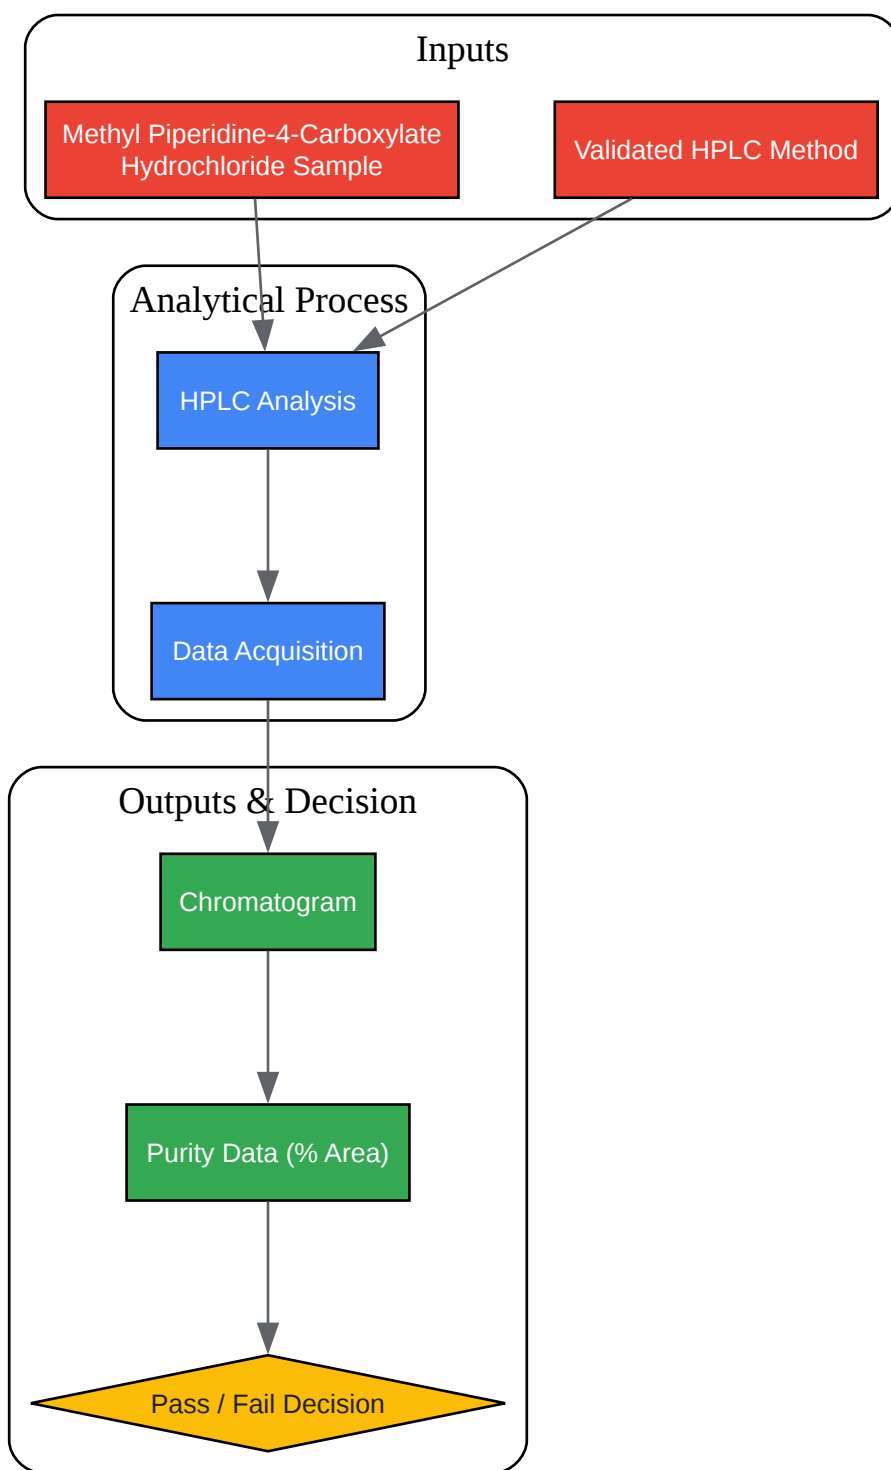 Inputs
Methyl Piperidine-4-Carboxylate
Hydrochloride Sample
Validated HPLC Method
Analytical Process
HPLC Analysis
Data Acquisition
Outputs & Decision
Chromatogram
Purity Data (% Area)
Pass / Fail Decision